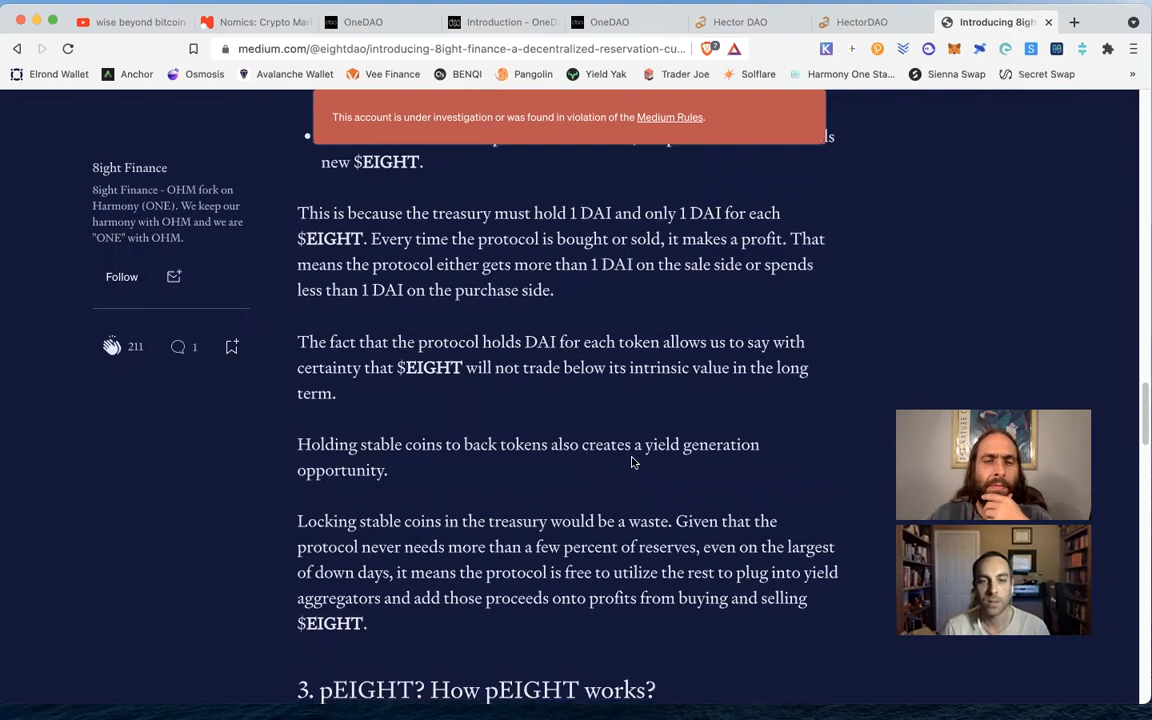 wise beyond bitcoin
Nomics: Crypto Mar
OneDAO
Introduction - OneD
OneDAO
Hector DAO
HectorDAO
Introducing 8igh
medium.com/@eightdao/introducing-8ight-finance-a-decentralized-reservation-cu...
Elrond Wallet
Anchor
Osmosis
Avalanche Wallet
Vee Finance
BENQI
Pangolin
Yield Yak
Trader Joe
Solflare
Harmony One Sta...
Sienna Swap
Secret Swap
»
This account is under investigation or was found in violation of the Medium Rules.
new $EIGHT.
8ight Finance
8ight Finance - OHM fork on
Harmony (ONE). We keep our
harmony with OHM and we are
"ONE" with OHM.
Follow
211
1
This is because the treasury must hold 1 DAI and only 1 DAI for each
$EIGHT. Every time the protocol is bought or sold, it makes a profit. That
means the protocol either gets more than 1 DAI on the sale side or spends
less than 1 DAI on the purchase side.
The fact that the protocol holds DAI for each token allows us to say with
certainty that $EIGHT will not trade below its intrinsic value in the long
term.
Holding stable coins to back tokens also creates a yield generation
opportunity.
Locking stable coins in the treasury would be a waste. Given that the
protocol never needs more than a few percent of reserves, even on the largest
of down days, it means the protocol is free to utilize the rest to plug into yield
aggregators and add those proceeds onto profits from buying and selling
$EIGHT.
3. pEIGHT? How pEIGHT works?